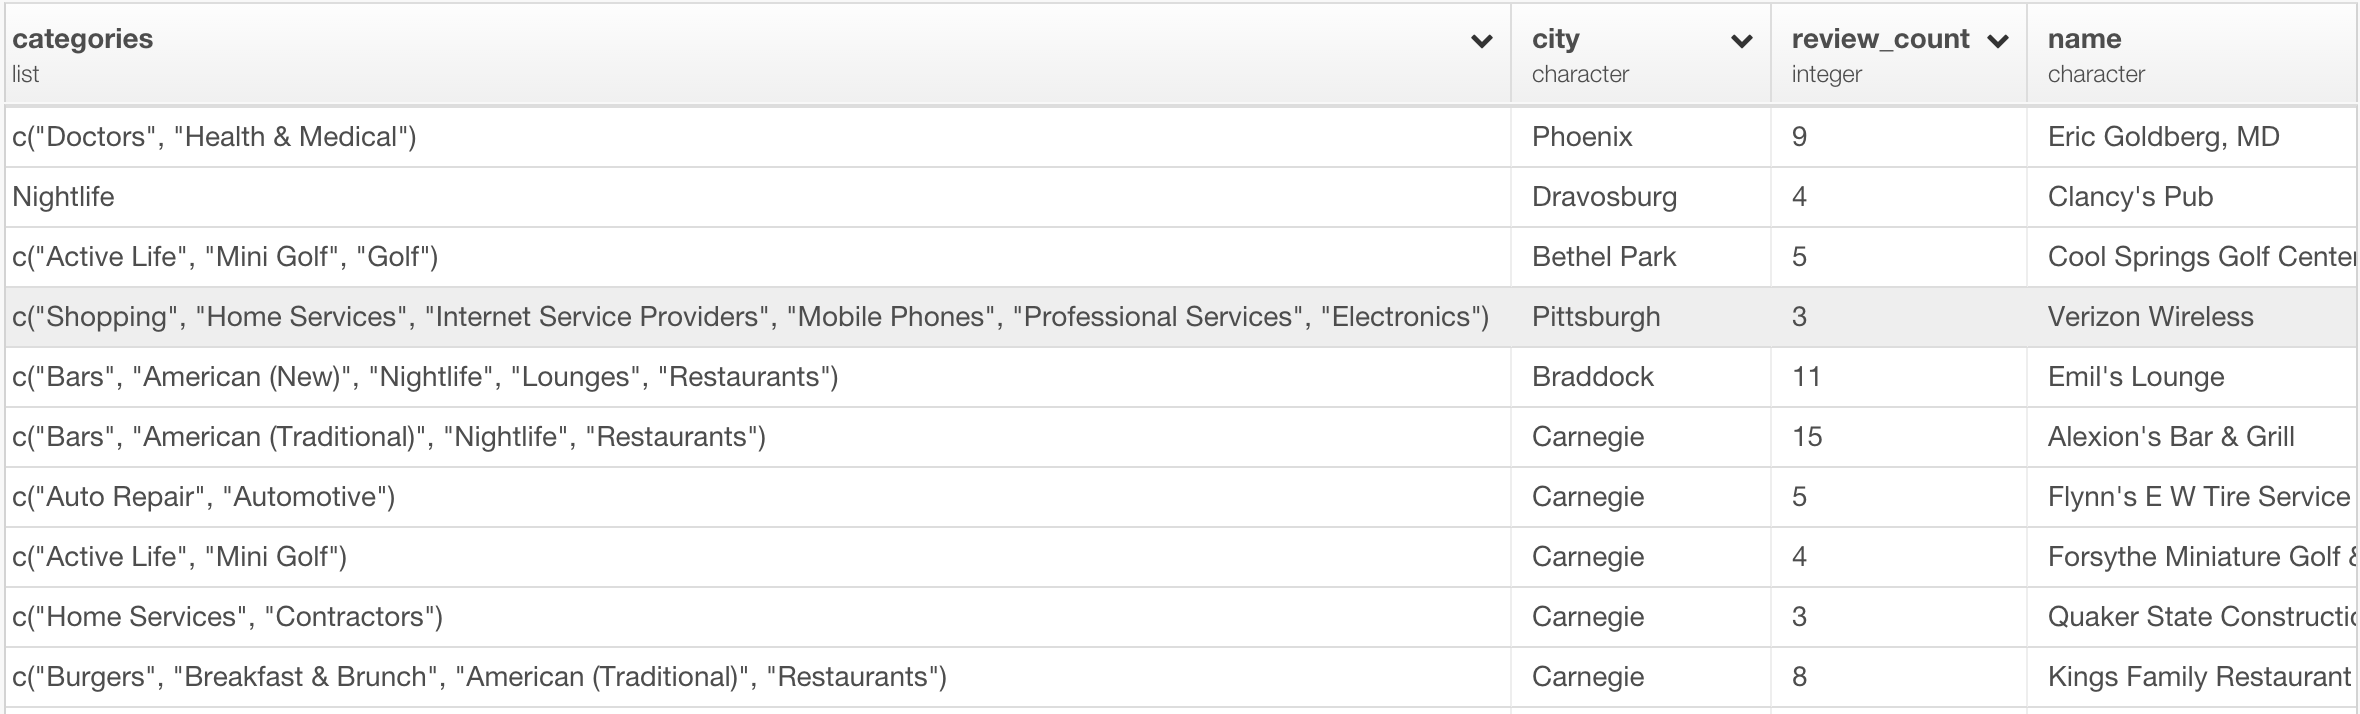 categories city review_count name
list character integer character
c("Doctors", "Health & Medical") Phoenix 9 Eric Goldberg, MD
Nightlife Dravosburg 4 Clancy's Pub
c("Active Life", "Mini Golf", "Golf") Bethel Park 5 Cool Springs Golf Center
c("Shopping", "Home Services", "Internet Service Providers", "Mobile Phones", "Professional Services", "Electronics") Pittsburgh 3 Verizon Wireless
c("Bars", "American (New)", "Nightlife", "Lounges", "Restaurants") Braddock 11 Emil's Lounge
c("Bars", "American (Traditional)", "Nightlife", "Restaurants") Carnegie 15 Alexion's Bar & Grill
c("Auto Repair", "Automotive") Carnegie 5 Flynn's E W Tire Service
c("Active Life", "Mini Golf") Carnegie 4 Forsythe Miniature Golf &
c("Home Services", "Contractors") Carnegie 3 Quaker State Constructi
c("Burgers", "Breakfast & Brunch", "American (Traditional)", "Restaurants") Carnegie 8 Kings Family Restaurant